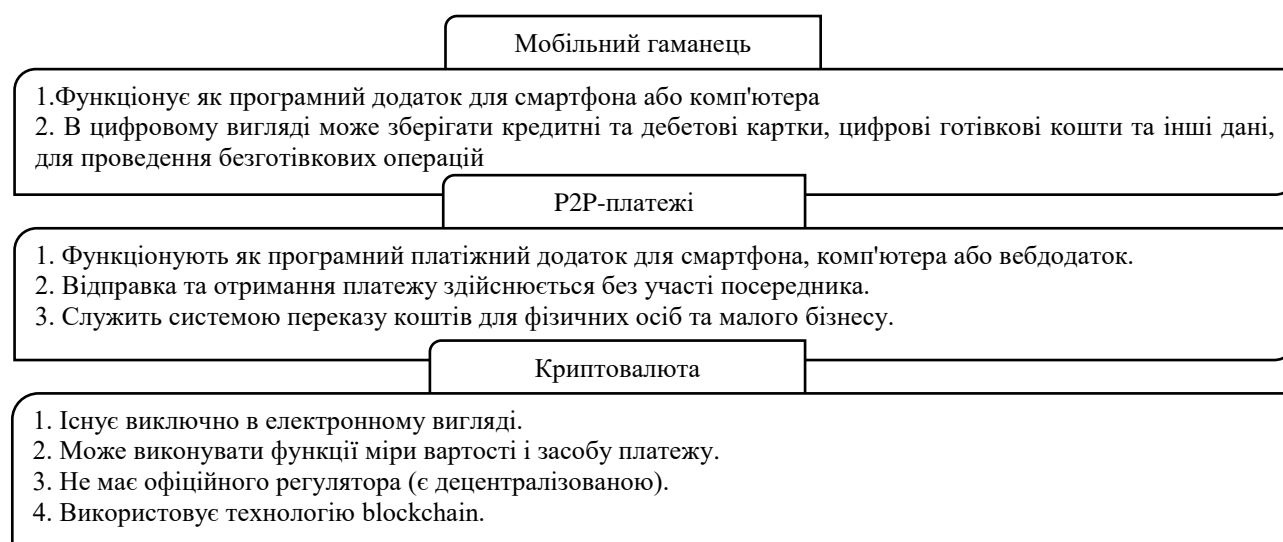 Мобільний гаманець
1.Функціонує як програмний додаток для смартфона або комп'ютера
2. В цифровому вигляді може зберігати кредитні та дебетові картки, цифрові готівкові кошти та інші дані,
для проведення безготівкових операцій
P2P-платежі
1. Функціонують як програмний платіжний додаток для смартфона, комп'ютера або вебдодаток.
2. Відправка та отримання платежу здійснюється без участі посередника.
3. Служить системою переказу коштів для фізичних осіб та малого бізнесу.
Криптовалюта
1. Існує виключно в електронному вигляді.
2. Може виконувати функції міри вартості і засобу платежу.
3. Не має офіційного регулятора (є децентралізованою).
4. Використовує технологію blockchain.